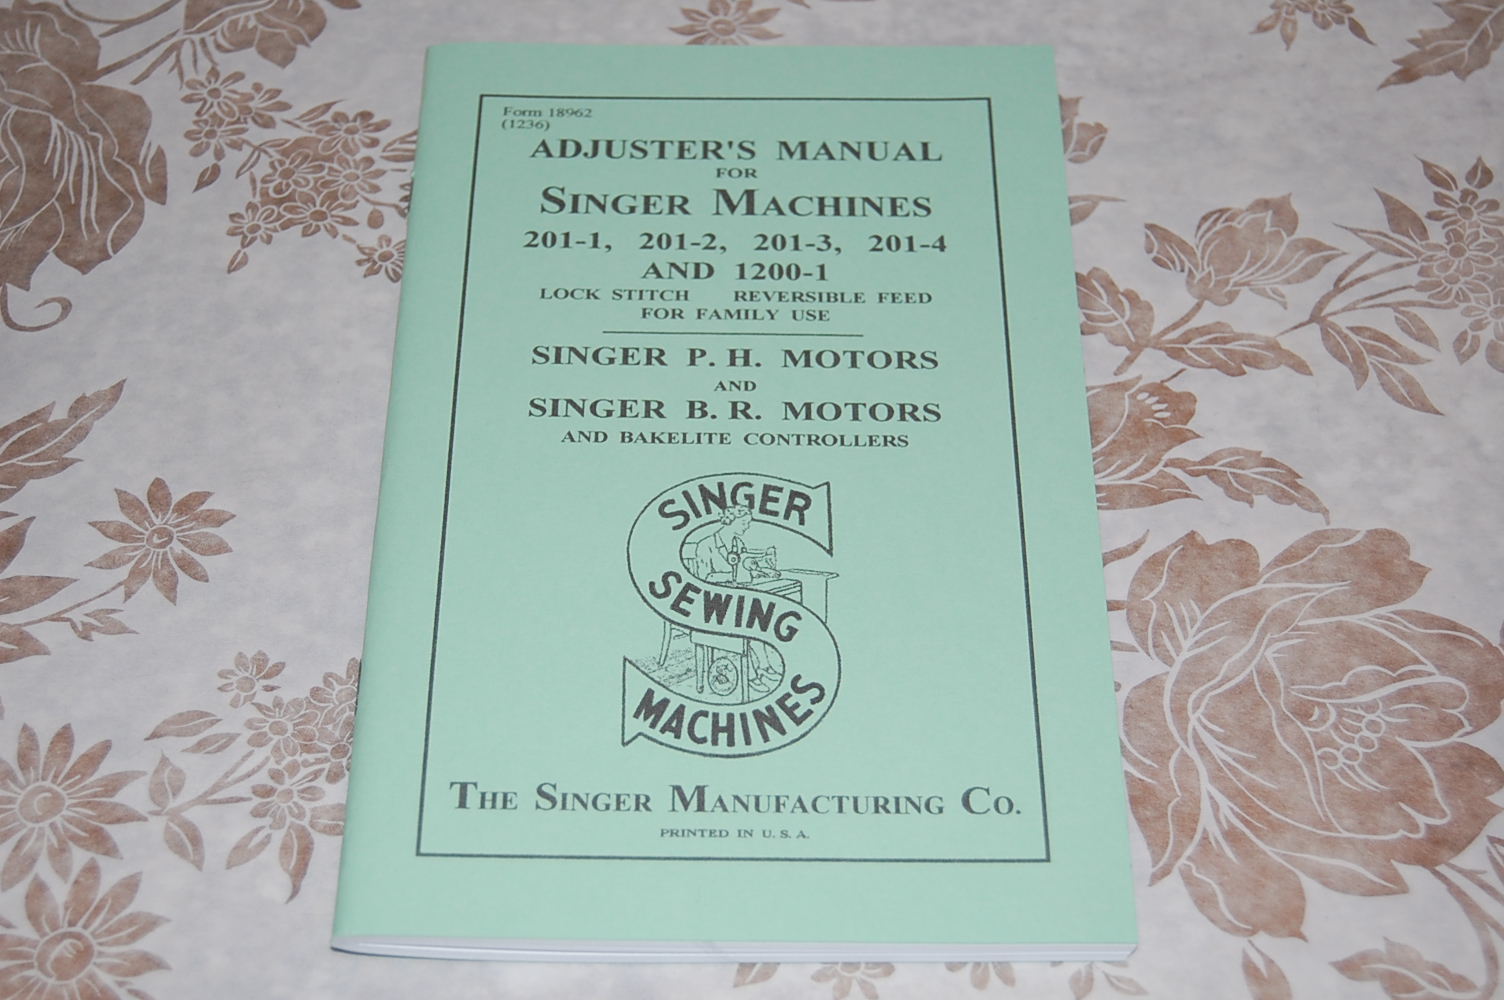 Form 18962
(1236)
ADJUSTER'S MANUAL
FOR
SINGER MACHINES
201-1, 201-2, 201-3, 201-4
AND 1200-1
LOCK STITCH REVERSIBLE FEED
FOR FAMILY USE
SINGER P. H. MOTORS
AND
SINGER B. R. MOTORS
AND BAKELITE CONTROLLERS
SINGER
SEWING
MACHINES
THE SINGER MANUFACTURING CO.
PRINTED IN U. S. A.